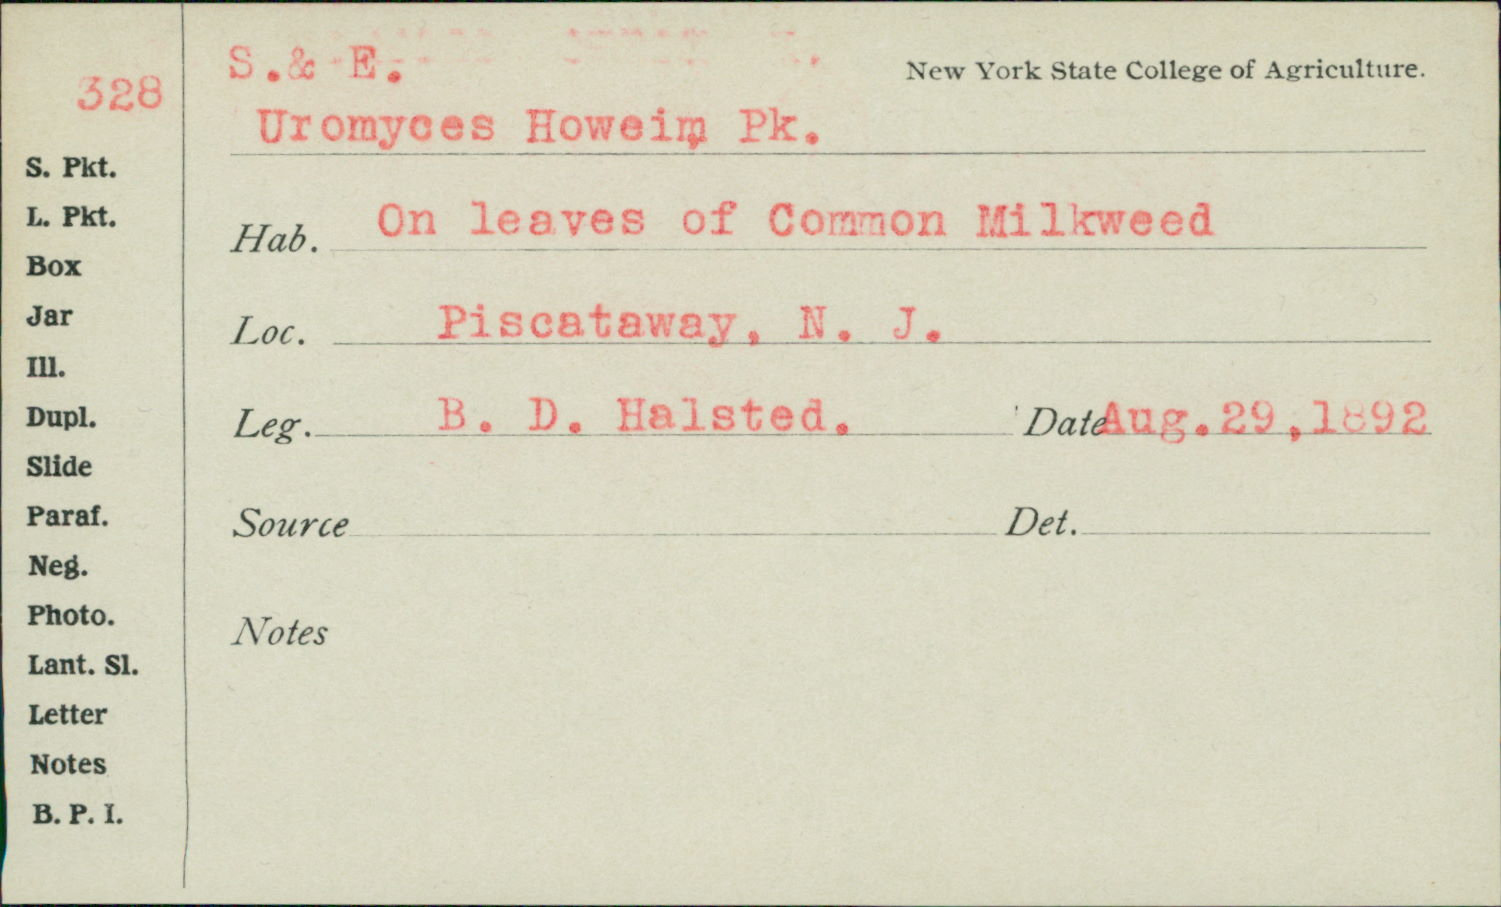 328
S. Pkt.
L. Pkt.
Box
Jar
Ill.
Dupl.
Slide
Paraf.
Neg.
Photo.
Lant. Sl.
Letter
Notes
B. P. I.
S.& E.
New York State College of Agriculture.
Uromyces Howein, Pk.
Hab. On leaves of Common Milkweed
Loc. Piscataway, N. J.
Leg. B. D. Halsted. Date Aug.29,1892
Source Det.
Notes